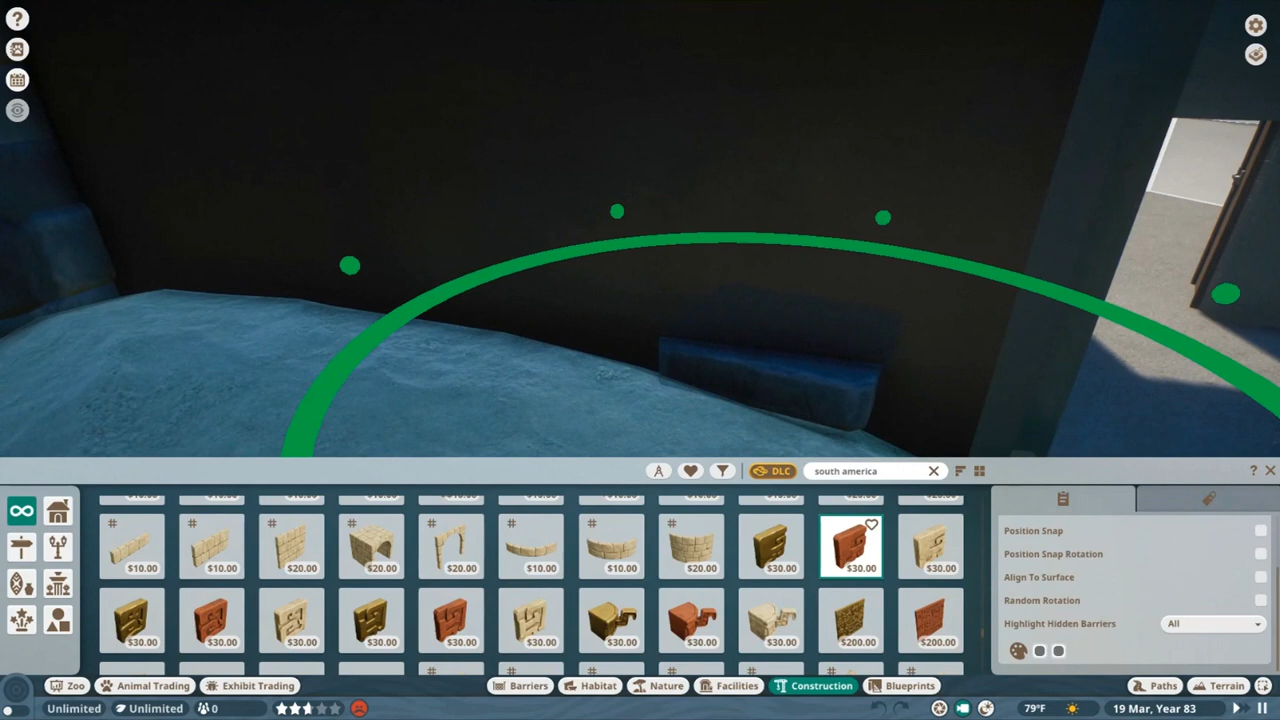 DLC
south america
?
?
$10.00
$10.00
$20.00
$20.00
$20.00
$10.00
$10.00
$20.00
$30.00
$30.00
$30.00
$30.00
$30.00
$30.00
$30.00
$30.00
$30.00
$30.00
$30.00
$30.00
$200.00
$200.00
Position Snap
Position Snap Rotation
Align To Surface
Random Rotation
Highlight Hidden Barriers
All
Zoo
Animal Trading
Exhibit Trading
Barriers
Habitat
Nature
Facilities
Construction
Blueprints
Paths
Terrain
Unlimited
Unlimited
0
79°F
19 Mar, Year 83